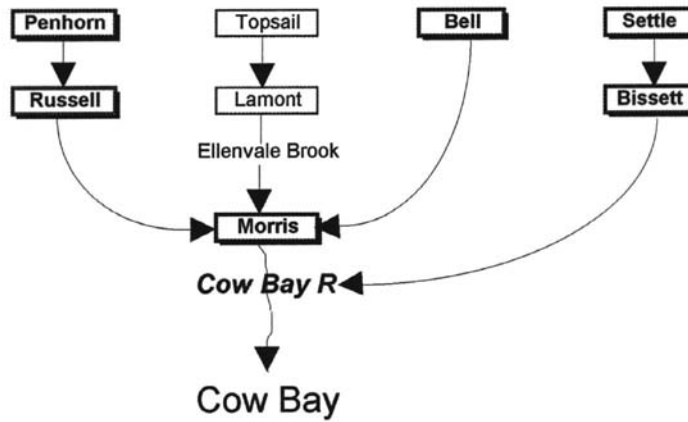 Penhorn
Topsail
Bell
Settle
Russell
Lamont
Bissett
Ellenvale Brook
Morris
Cow Bay R
Cow Bay